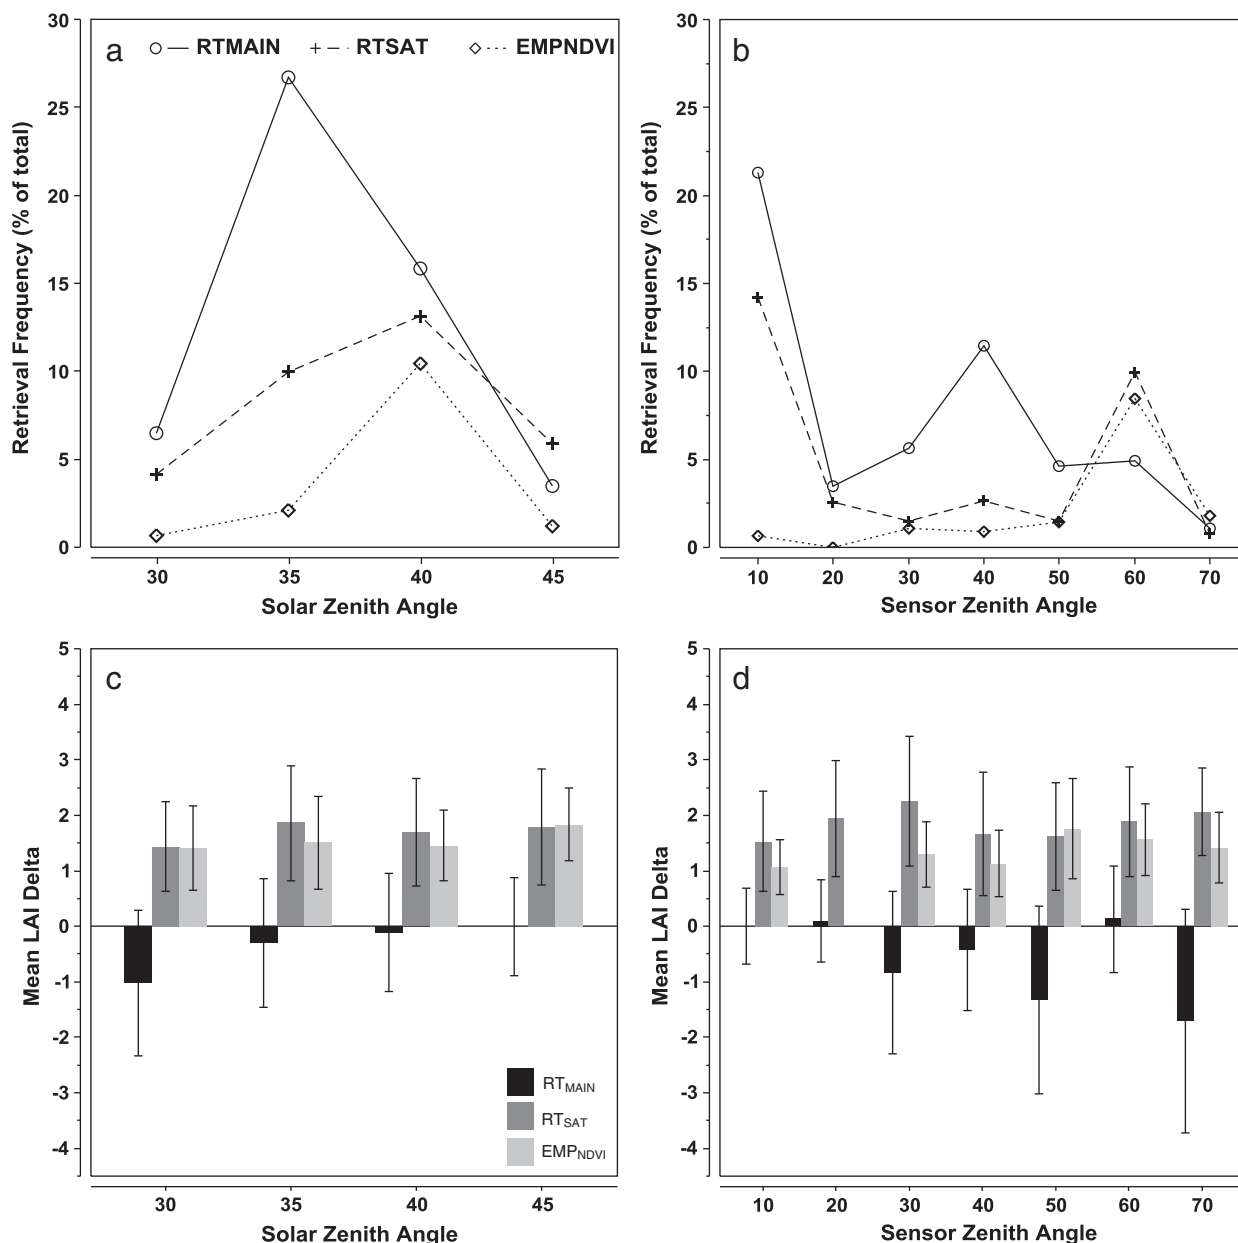 a
RTMAIN RTSAT EMPNDVI
Retrieval Frequency (% of total)
30
25
20
15
10
5
0
30 35 40 45
Solar Zenith Angle
b
Retrieval Frequency (% of total)
30
25
20
15
10
5
0
10 20 30 40 50 60 70
Sensor Zenith Angle
c
Mean LAI Delta
5
4
3
2
1
0
-1
-2
-3
-4
RTMAIN
RTSAT
EMPNDVI
30 35 40 45
Solar Zenith Angle
d
Mean LAI Delta
5
4
3
2
1
0
-1
-2
-3
-4
10 20 30 40 50 60 70
Sensor Zenith Angle